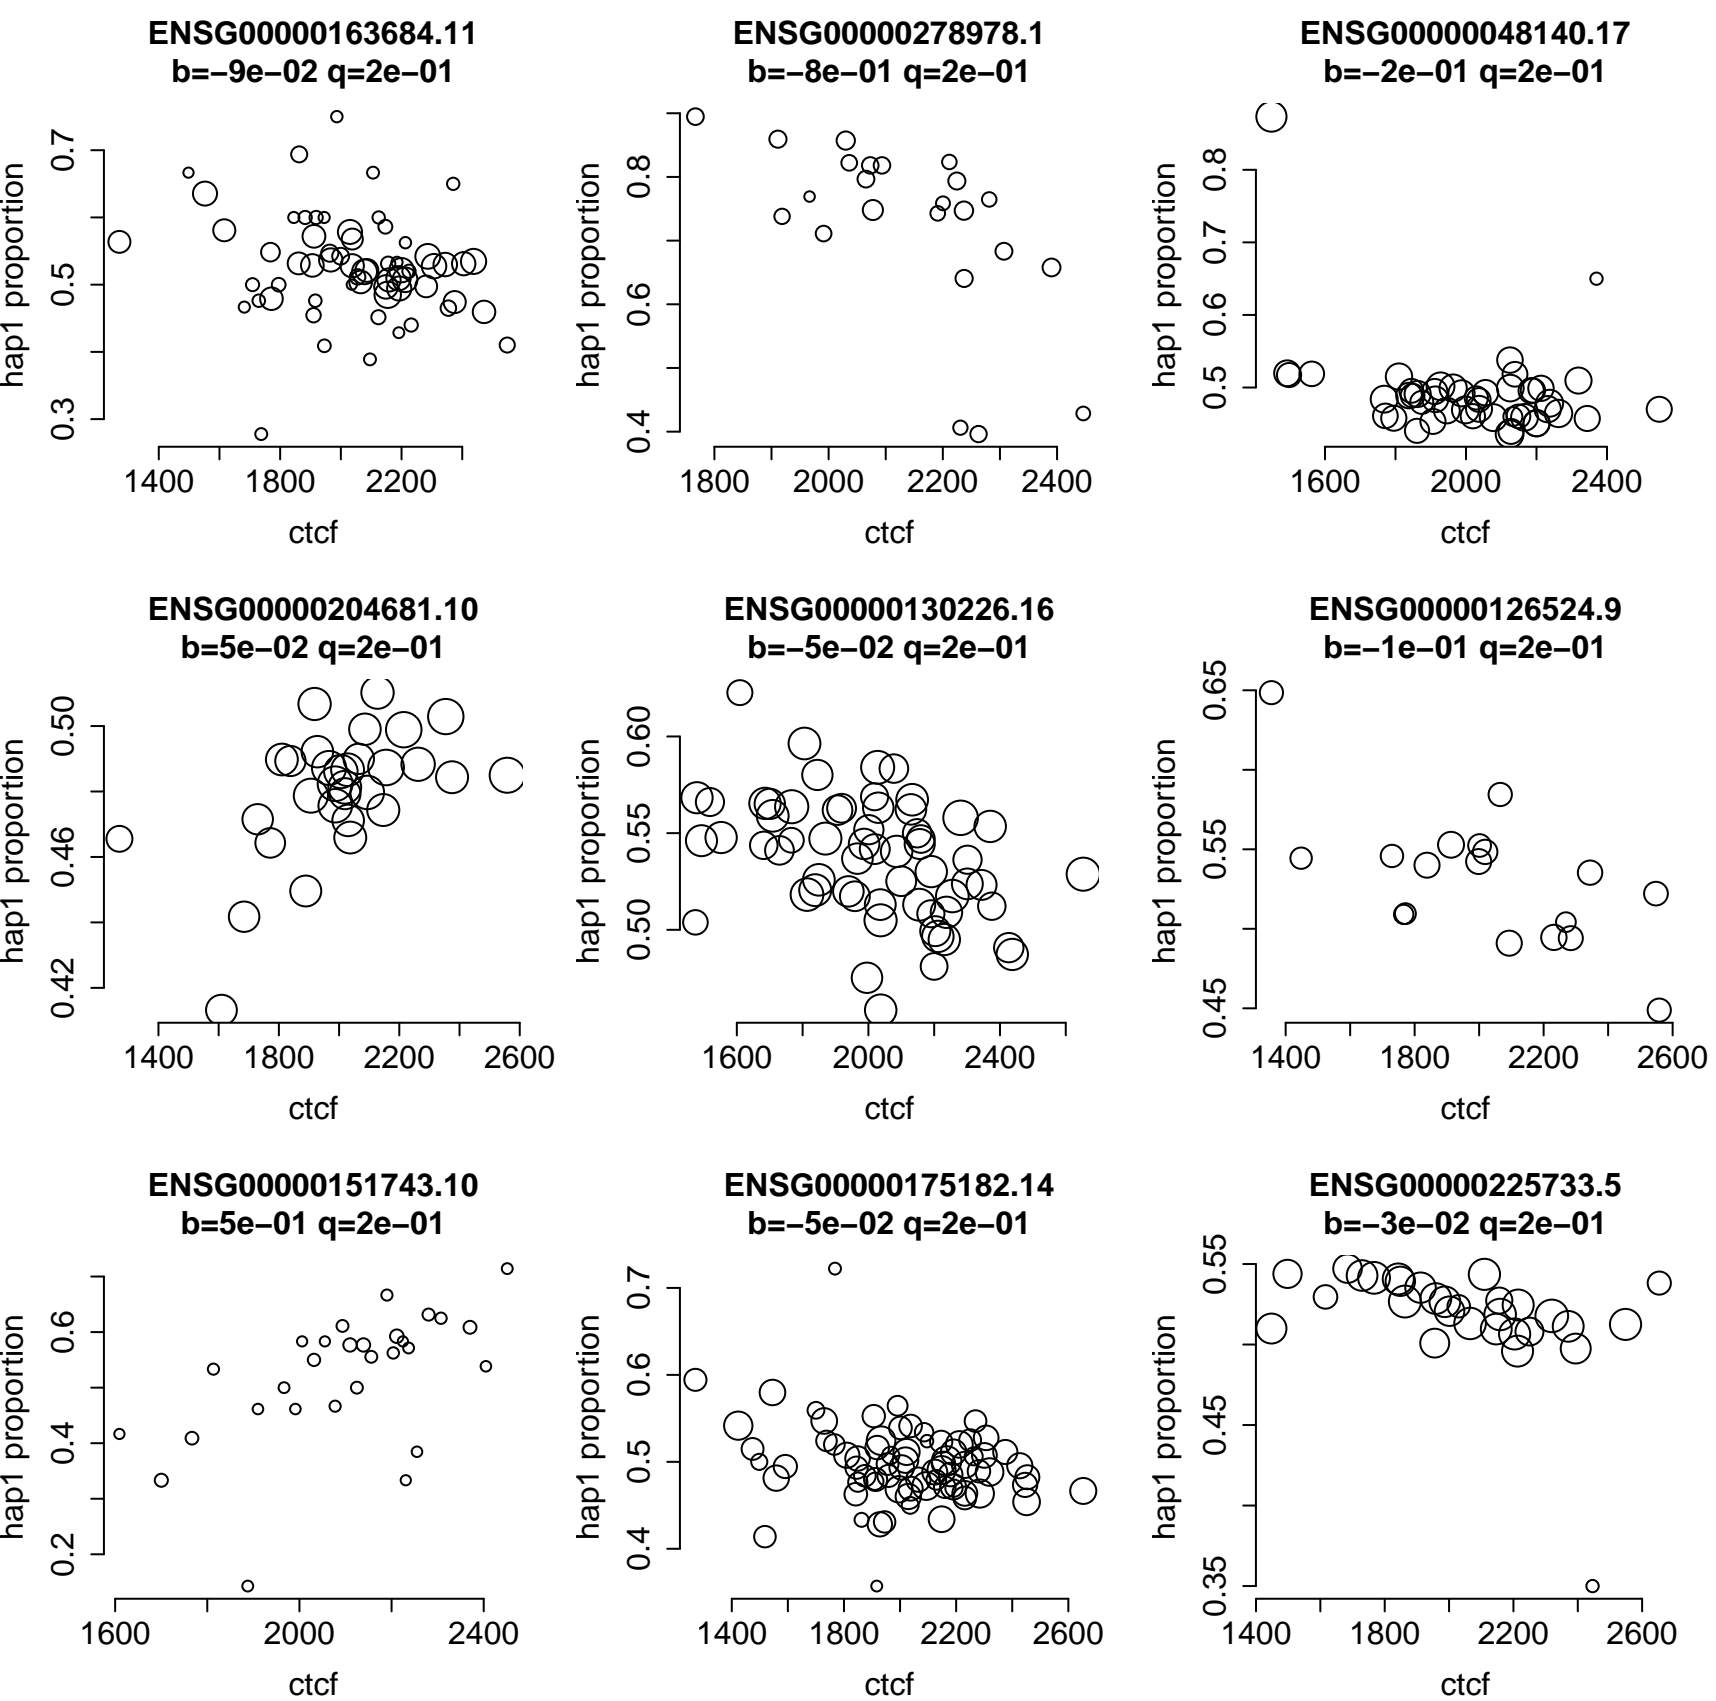 ENSG00000163684.11
b=−9e−02 q=2e−01
hap1 proportion
0.3 0.5 0.7
1400 1800 2200
ctcf
ENSG00000278978.1
b=−8e−01 q=2e−01
hap1 proportion
0.4 0.6 0.8
1800 2000 2200 2400
ctcf
ENSG00000048140.17
b=−2e−01 q=2e−01
hap1 proportion
0.5 0.6 0.7 0.8
1600 2000 2400
ctcf
ENSG00000204681.10
b=5e−02 q=2e−01
hap1 proportion
0.42 0.46 0.50
1400 1800 2200 2600
ctcf
ENSG00000130226.16
b=−5e−02 q=2e−01
hap1 proportion
0.50 0.55 0.60
1600 2000 2400
ctcf
ENSG00000126524.9
b=−1e−01 q=2e−01
hap1 proportion
0.45 0.55 0.65
1400 1800 2200 2600
ctcf
ENSG00000151743.10
b=5e−01 q=2e−01
hap1 proportion
0.2 0.4 0.6
1600 2000 2400
ctcf
ENSG00000175182.14
b=−5e−02 q=2e−01
hap1 proportion
0.4 0.5 0.6 0.7
1400 1800 2200 2600
ctcf
ENSG00000225733.5
b=−3e−02 q=2e−01
hap1 proportion
0.35 0.45 0.55
1400 1800 2200 2600
ctcf